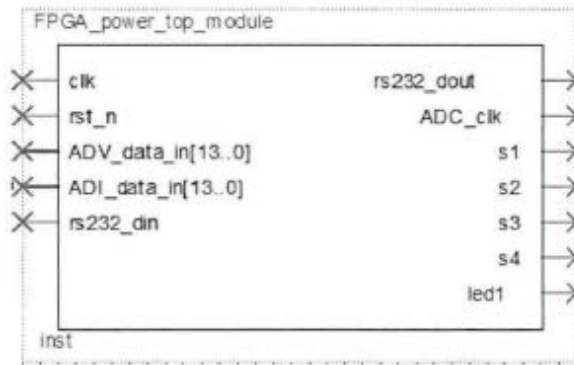 FPGA_power_top_module
clk
rst_n
ADV_data_in[13..0]
ADI_data_in[13..0]
rs232_din
rs232_dout
ADC_clk
s1
s2
s3
s4
led1
inst